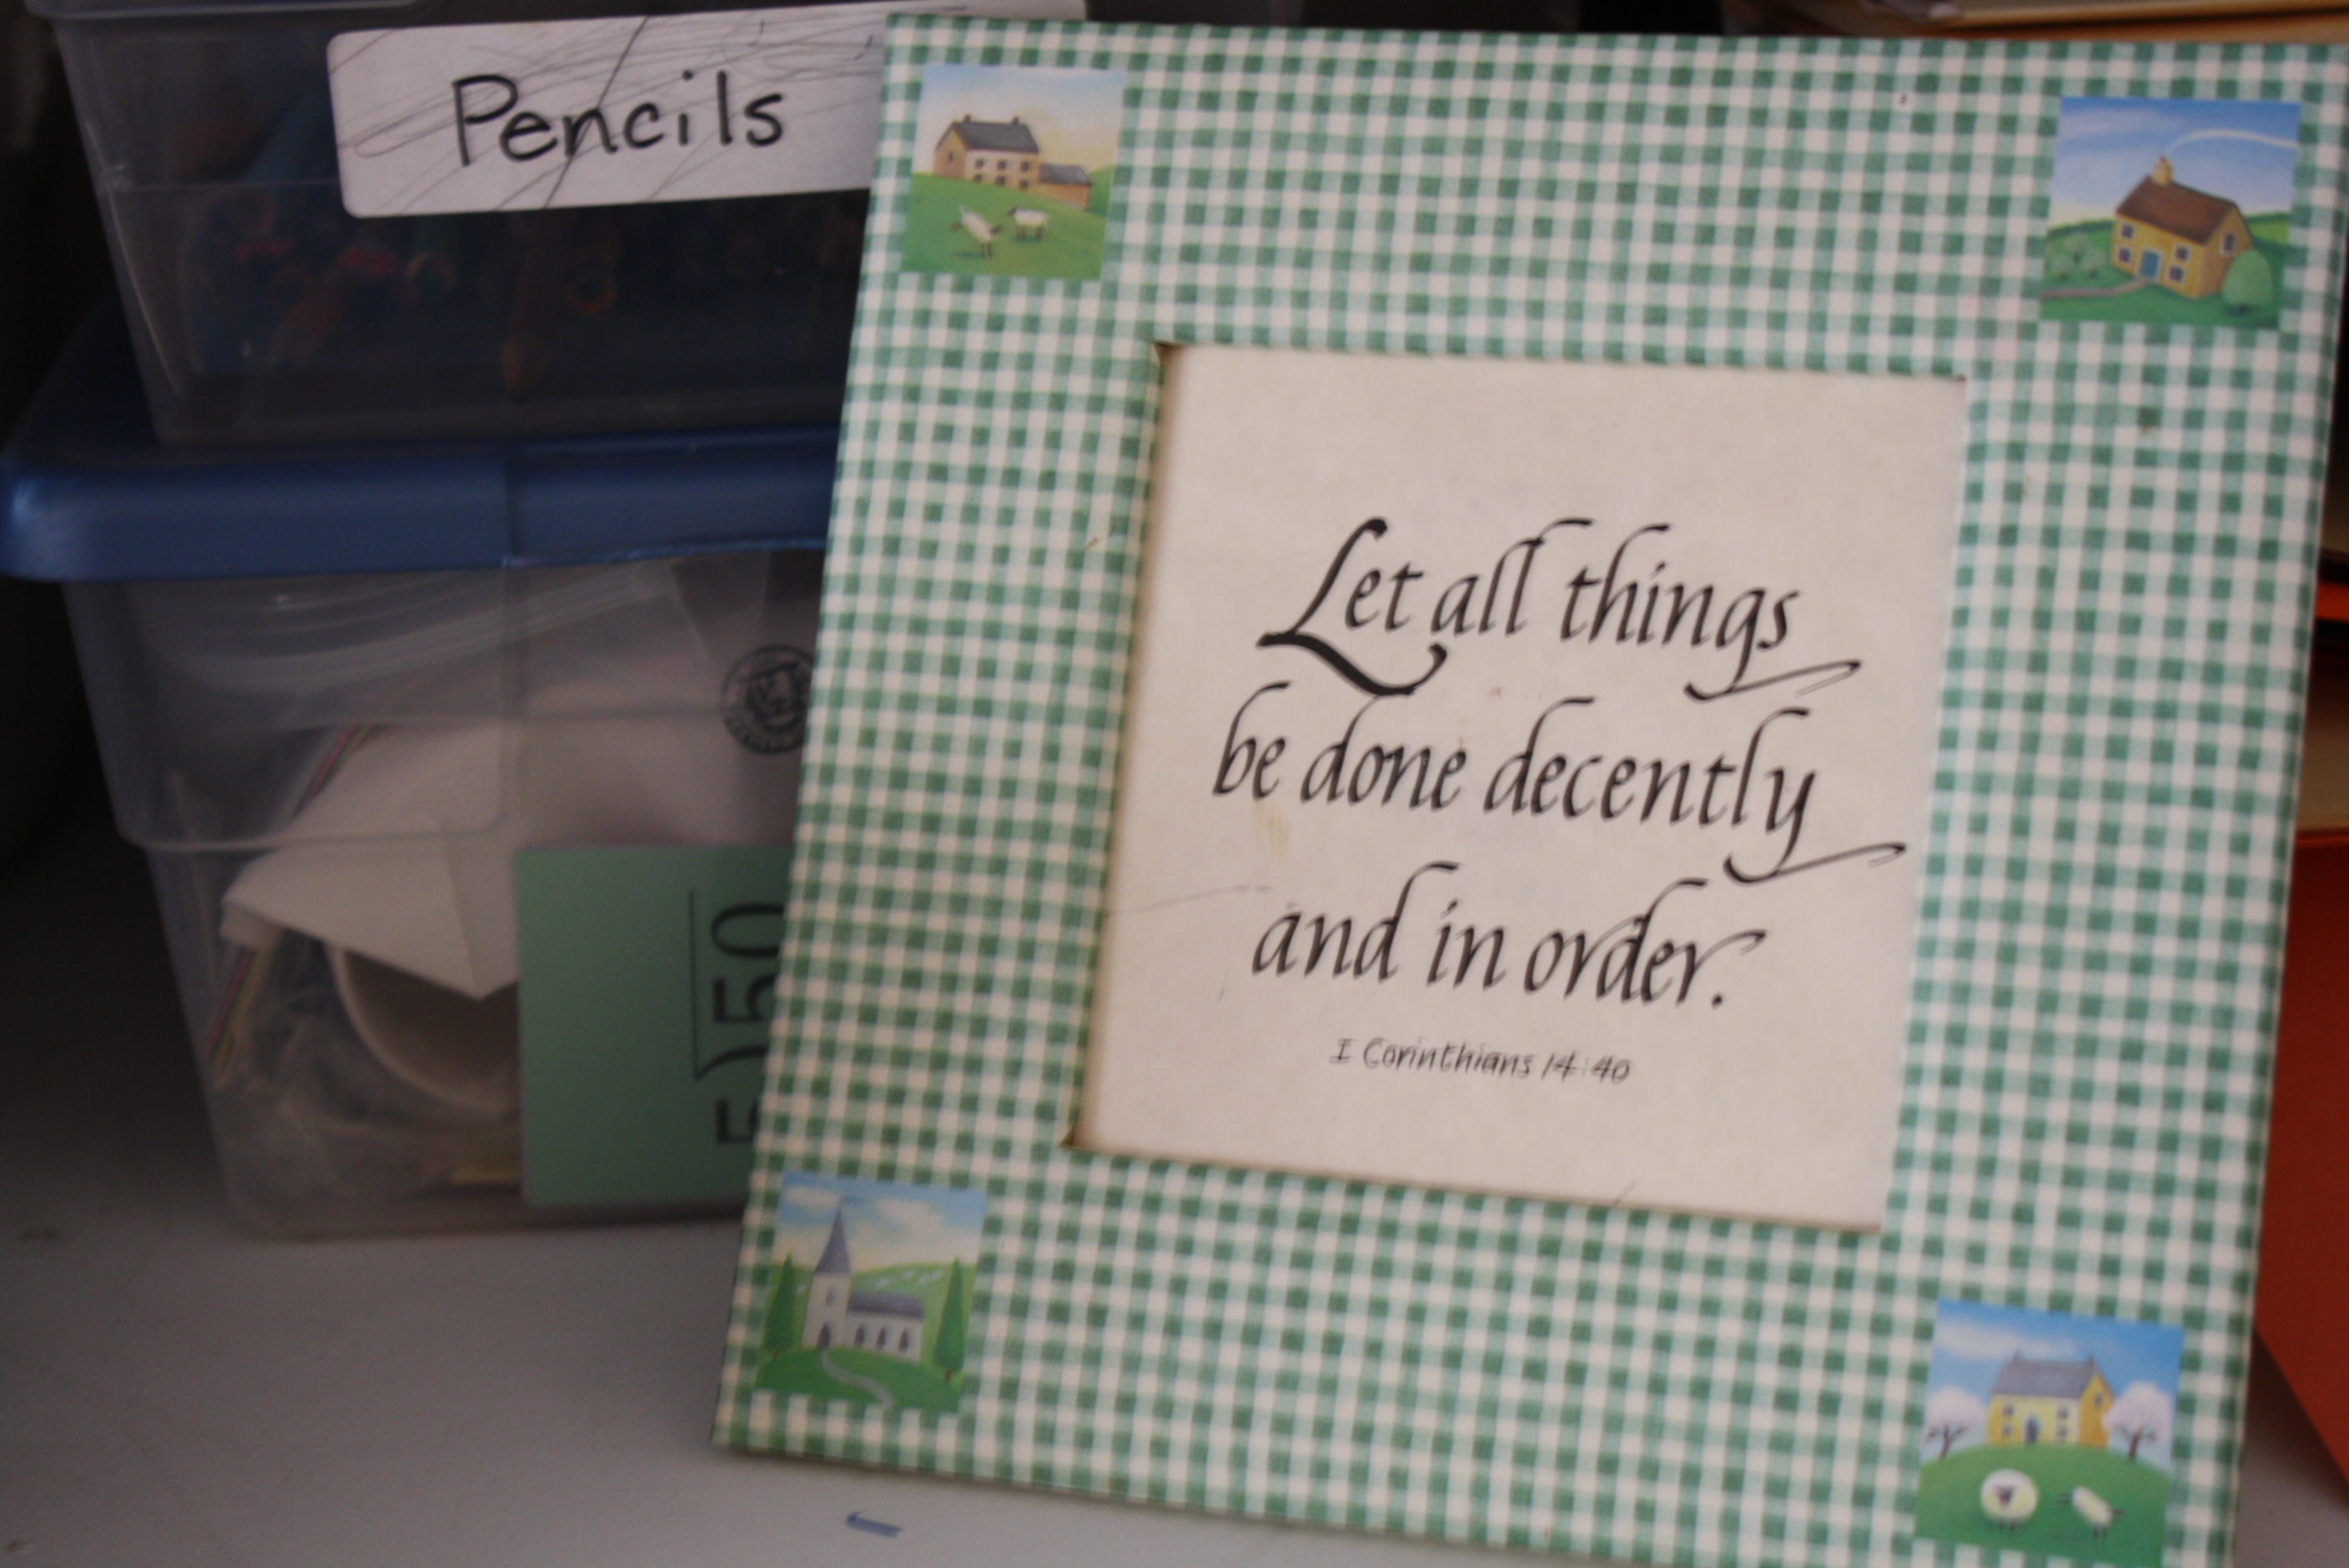 Pencils
Let all things
be done decently
and in order.
I Corinthians 14:40
5)50